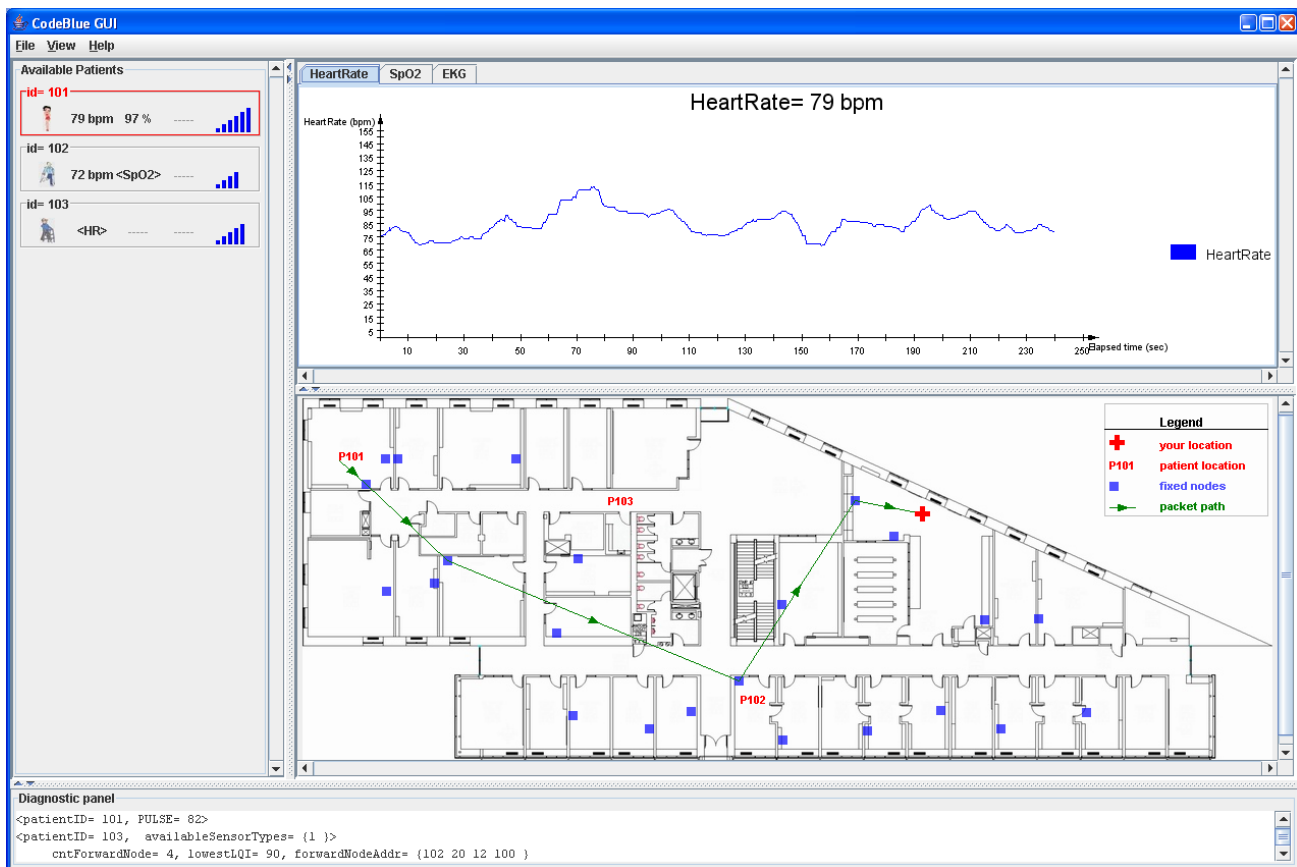 CodeBlue GUI
File View Help
Available Patients
id= 101
79 bpm 97 % -----
id= 102
72 bpm <SpO2> -----
id= 103
<HR> ----- -----
HeartRate SpO2 EKG
HeartRate= 79 bpm
HeartRate (bpm)
155
145
135
125
115
105
95
85
75
65
55
45
35
25
15
5
10 30 50 70 90 110 130 150 170 190 210 230 250
Elapsed time (sec)
HeartRate
P101
P103
P102
Legend
your location
P101 patient location
fixed nodes
packet path
Diagnostic panel
<patientID= 101, PULSE= 82>
<patientID= 103, availableSensorTypes= {1 }>
cntForwardNode= 4, lowestLQI= 90, forwardNodeAddr= {102 20 12 100 }